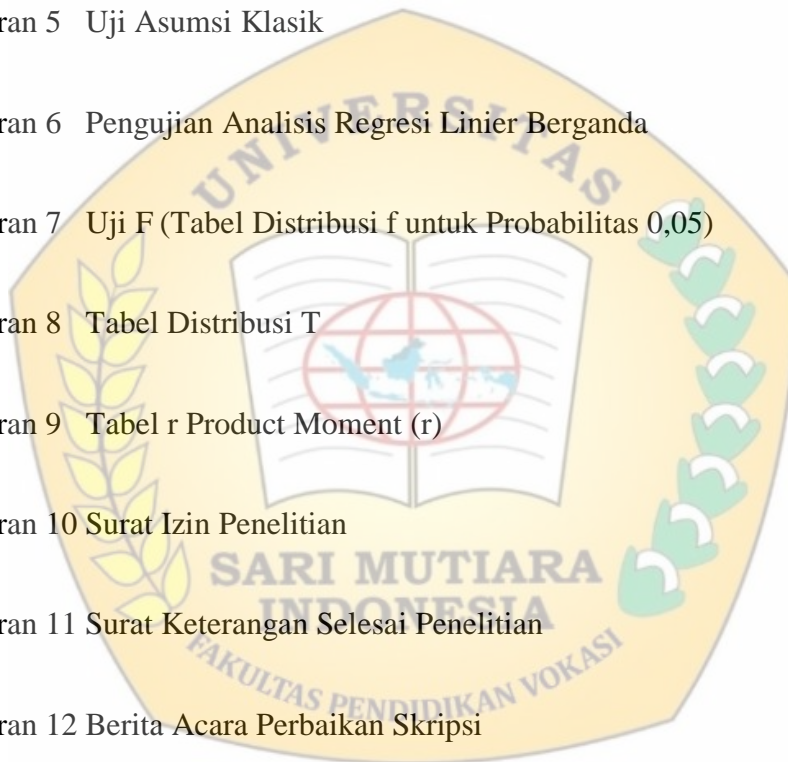 ran 5 Uji Asumsi Klasik
UNIVERSITAS
ran 6 Pengujian Analisis Regresi Linier Berganda
ran 7 Uji F (Tabel Distribusi f untuk Probabilitas 0,05)
ran 8 Tabel Distribusi T
ran 9 Tabel r Product Moment (r)
ran 10 Surat Izin Penelitian
SARI MUTIARA
INDONESIA
ran 11 Surat Keterangan Selesai Penelitian
FAKULTAS PENDIDIKAN VOKASI
ran 12 Berita Acara Perbaikan Skripsi